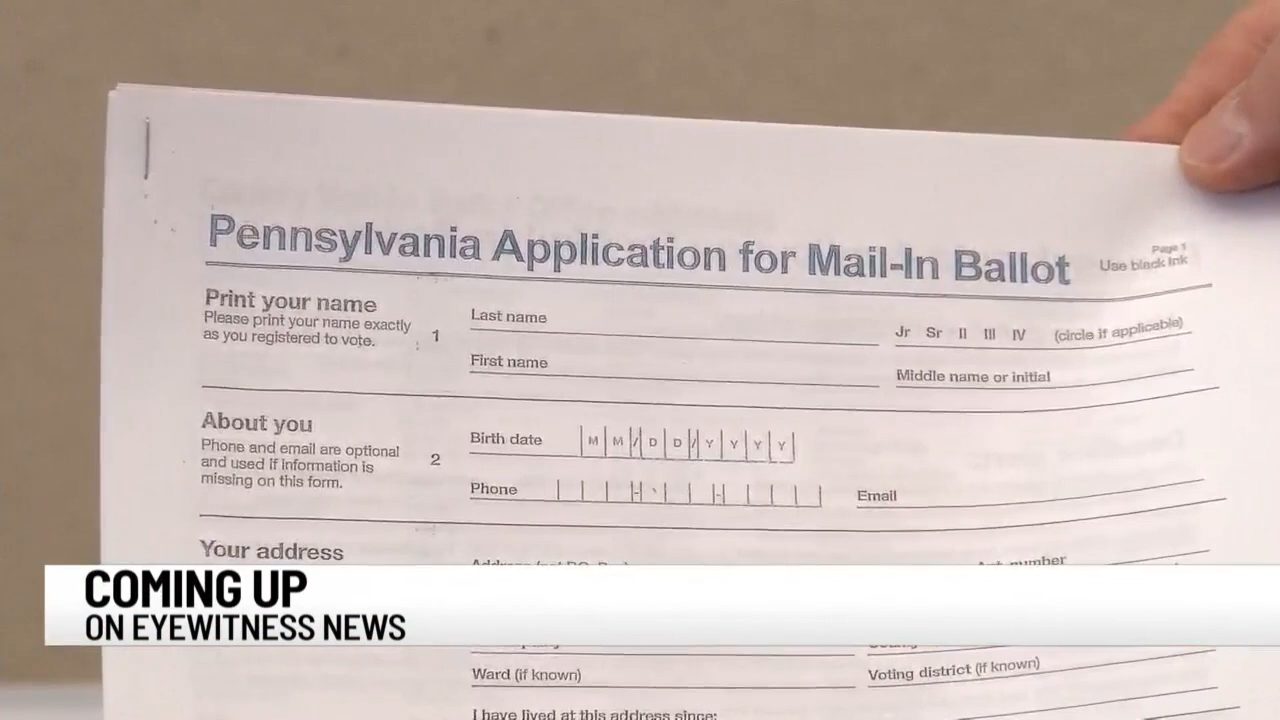 Pennsylvania Application for Mail-In Ballot
Page 1
Use black ink
Print your name
Please print your name exactly
as you registered to vote.
1
Last name
Jr Sr II III IV (circle if applicable)
First name
Middle name or initial
About you
Phone and email are optional
and used if information is
missing on this form.
2
Birth date M M / D D / Y Y Y Y
Phone
Email
Your address
number
COMING UP
ON EYEWITNESS NEWS
Ward (if known)
Voting district (if known)
I have lived at this address since: